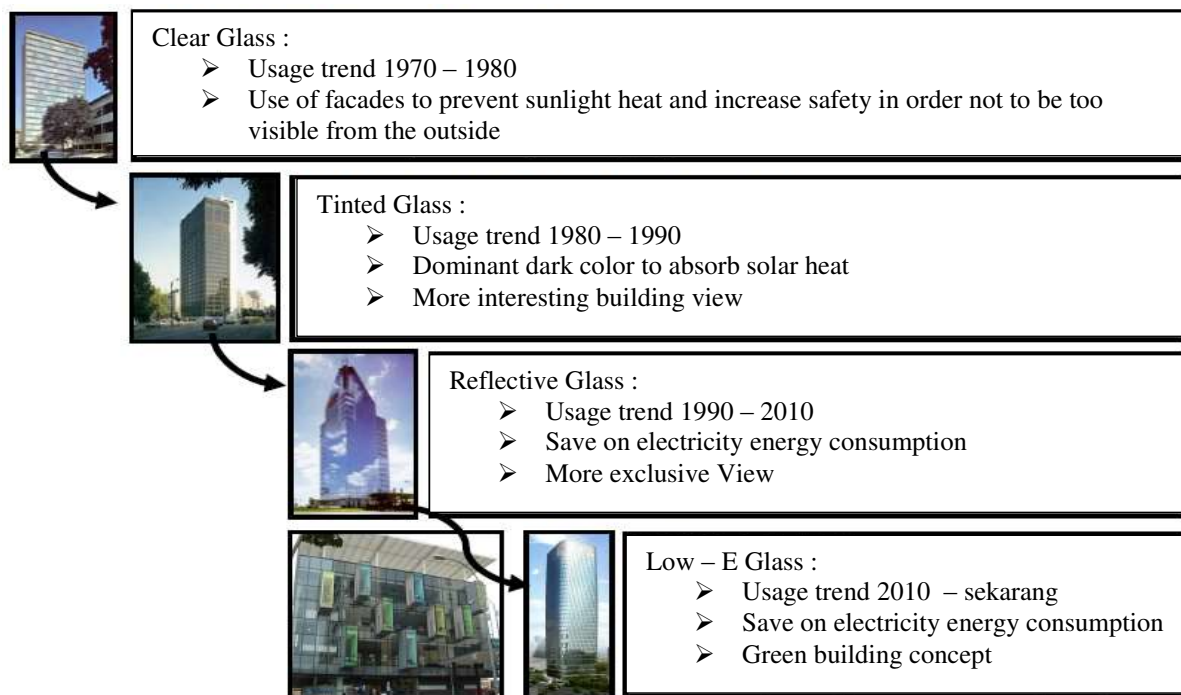 Clear Glass :
➢ Usage trend 1970 – 1980
➢ Use of facades to prevent sunlight heat and increase safety in order not to be too
visible from the outside
Tinted Glass :
➢ Usage trend 1980 – 1990
➢ Dominant dark color to absorb solar heat
➢ More interesting building view
Reflective Glass :
➢ Usage trend 1990 – 2010
➢ Save on electricity energy consumption
➢ More exclusive View
Low – E Glass :
➢ Usage trend 2010 – sekarang
➢ Save on electricity energy consumption
➢ Green building concept